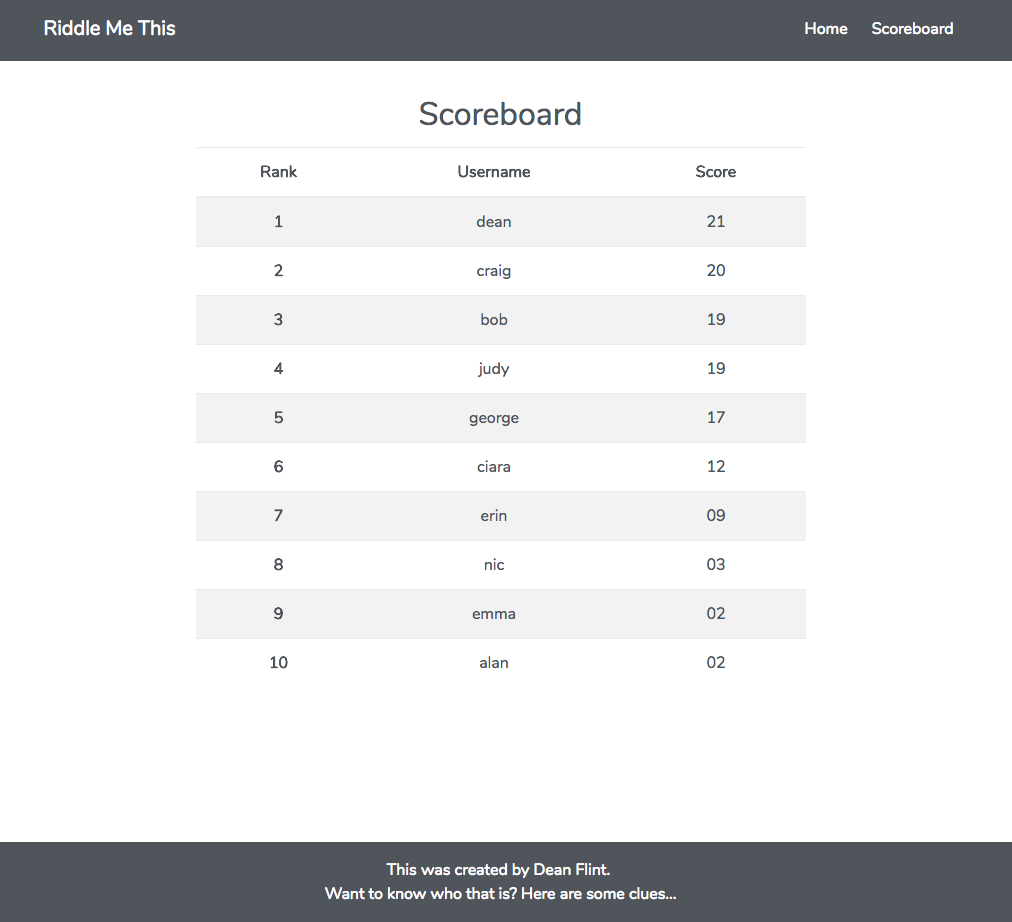 Riddle Me This Home Scoreboard
Scoreboard
Rank Username Score
1 dean 21
2 craig 20
3 bob 19
4 judy 19
5 george 17
6 ciara 12
7 erin 09
8 nic 03
9 emma 02
10 alan 02
This was created by Dean Flint.
Want to know who that is? Here are some clues...